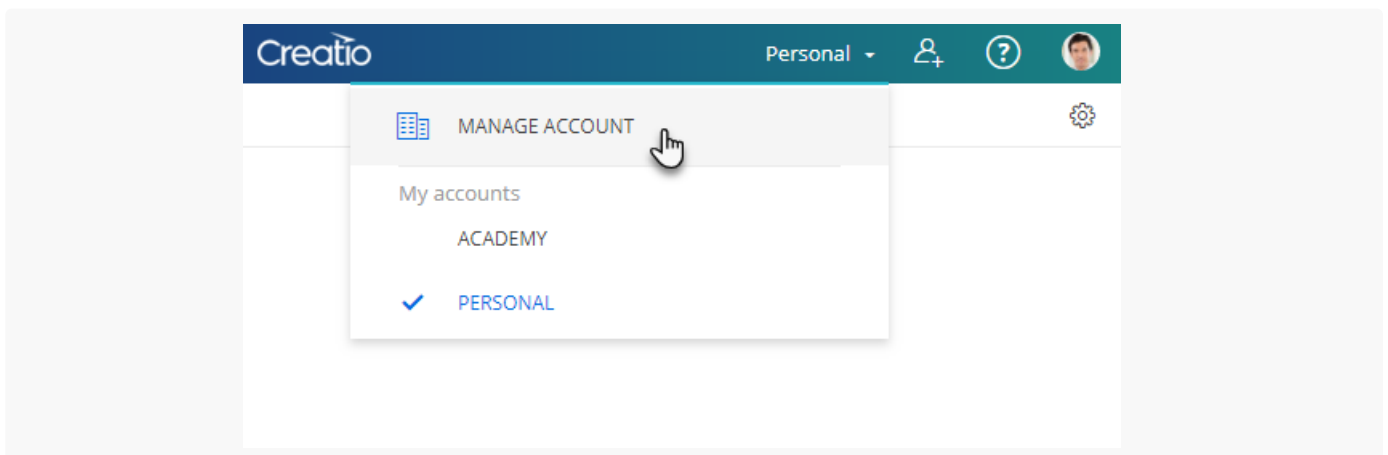 Creatio
Personal
MANAGE ACCOUNT
My accounts
ACADEMY
PERSONAL